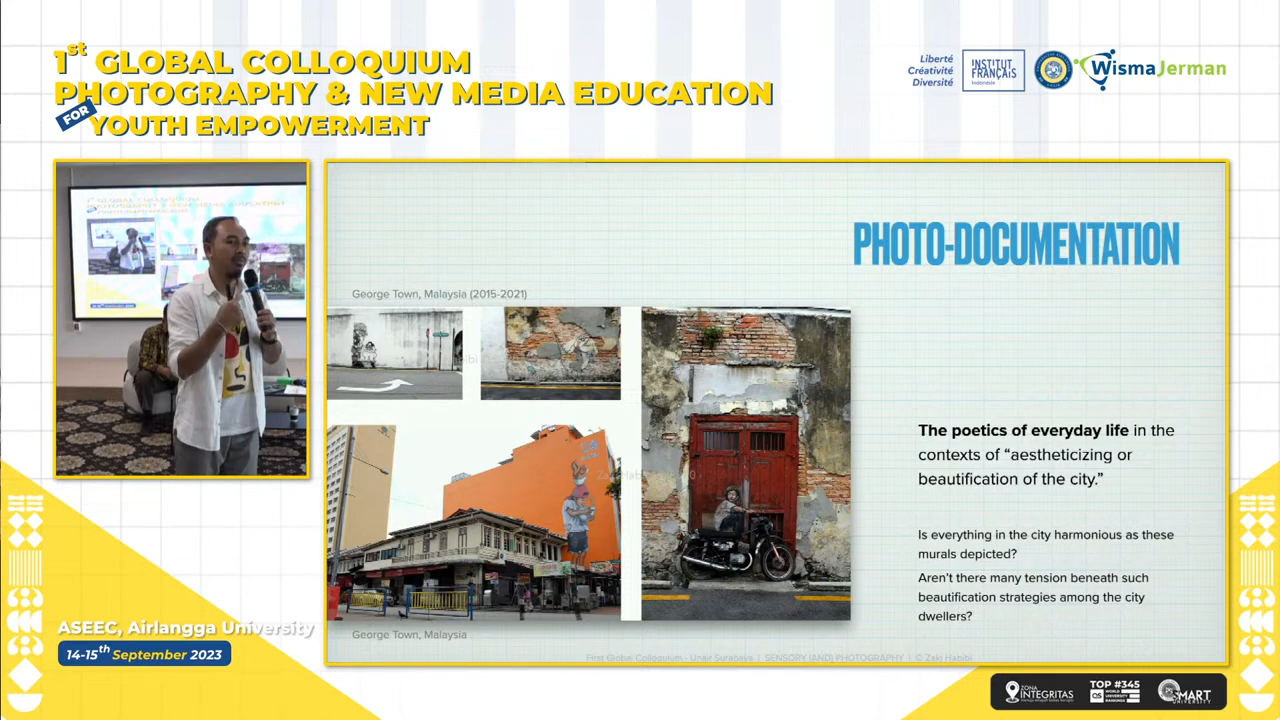 1st GLOBAL COLLOQUIUM
PHOTOGRAPHY & NEW MEDIA EDUCATION
FOR
YOUTH EMPOWERMENT
Liberté
Créativité
Diversité
INSTITUT
FRANÇAIS
Indonésie
WismaJerman
PHOTO-DOCUMENTATION
George Town, Malaysia (2015-2021)
The poetics of everyday life in the
contexts of “aestheticizing or
beautification of the city.”
Is everything in the city harmonious as these
murals depicted?
Aren’t there many tension beneath such
beautification strategies among the city
dwellers?
George Town, Malaysia
First Global Colloquium - Unair Surabaya | SENSORY (AND) PHOTOGRAPHY | © Zaki Habibi
ASEEC, Airlangga University
14-15th September 2023
ZONA
INTEGRITAS
TOP #345
QS WORLD
UNIVERSITY
RANKINGS
SMART
UNIVERSITY